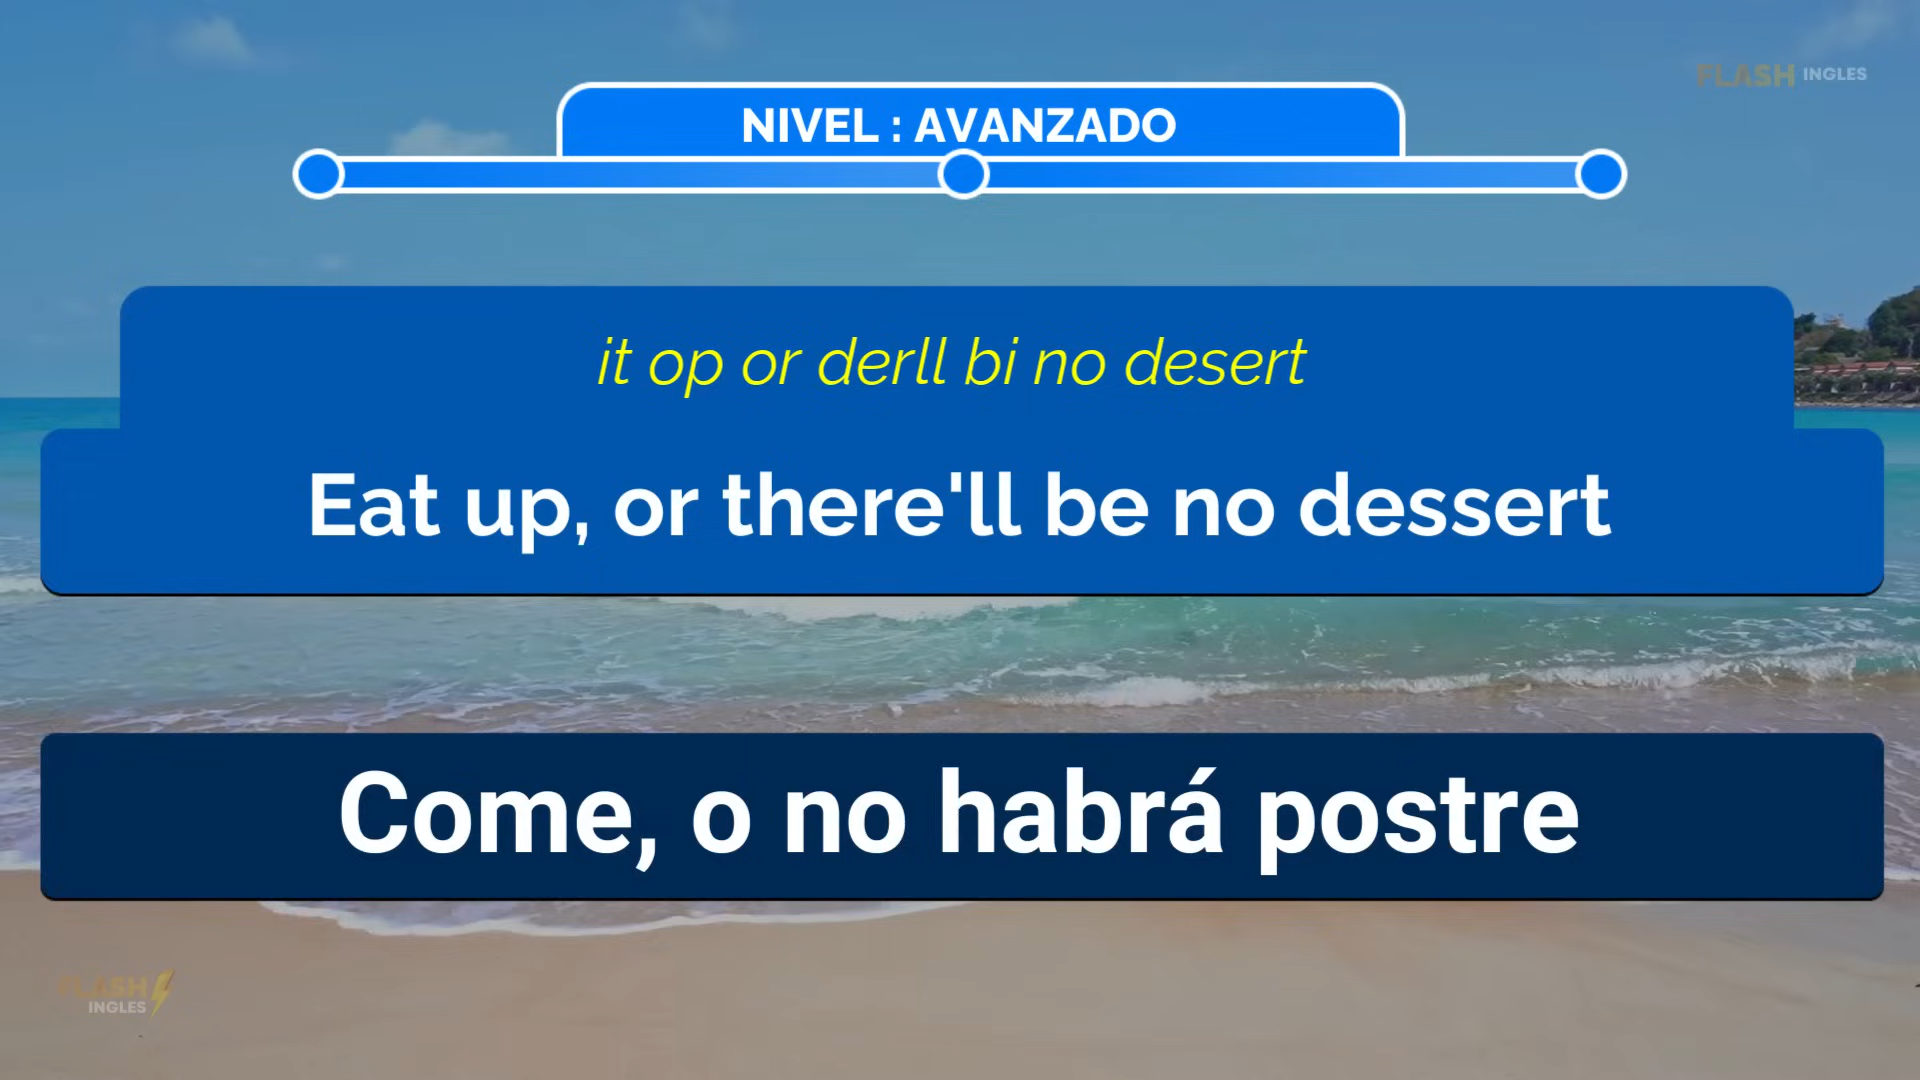 FLASH INGLES
NIVEL : AVANZADO
it op or derll bi no desert
Eat up, or there'll be no dessert
Come, o no habrá postre
FLASH
INGLES